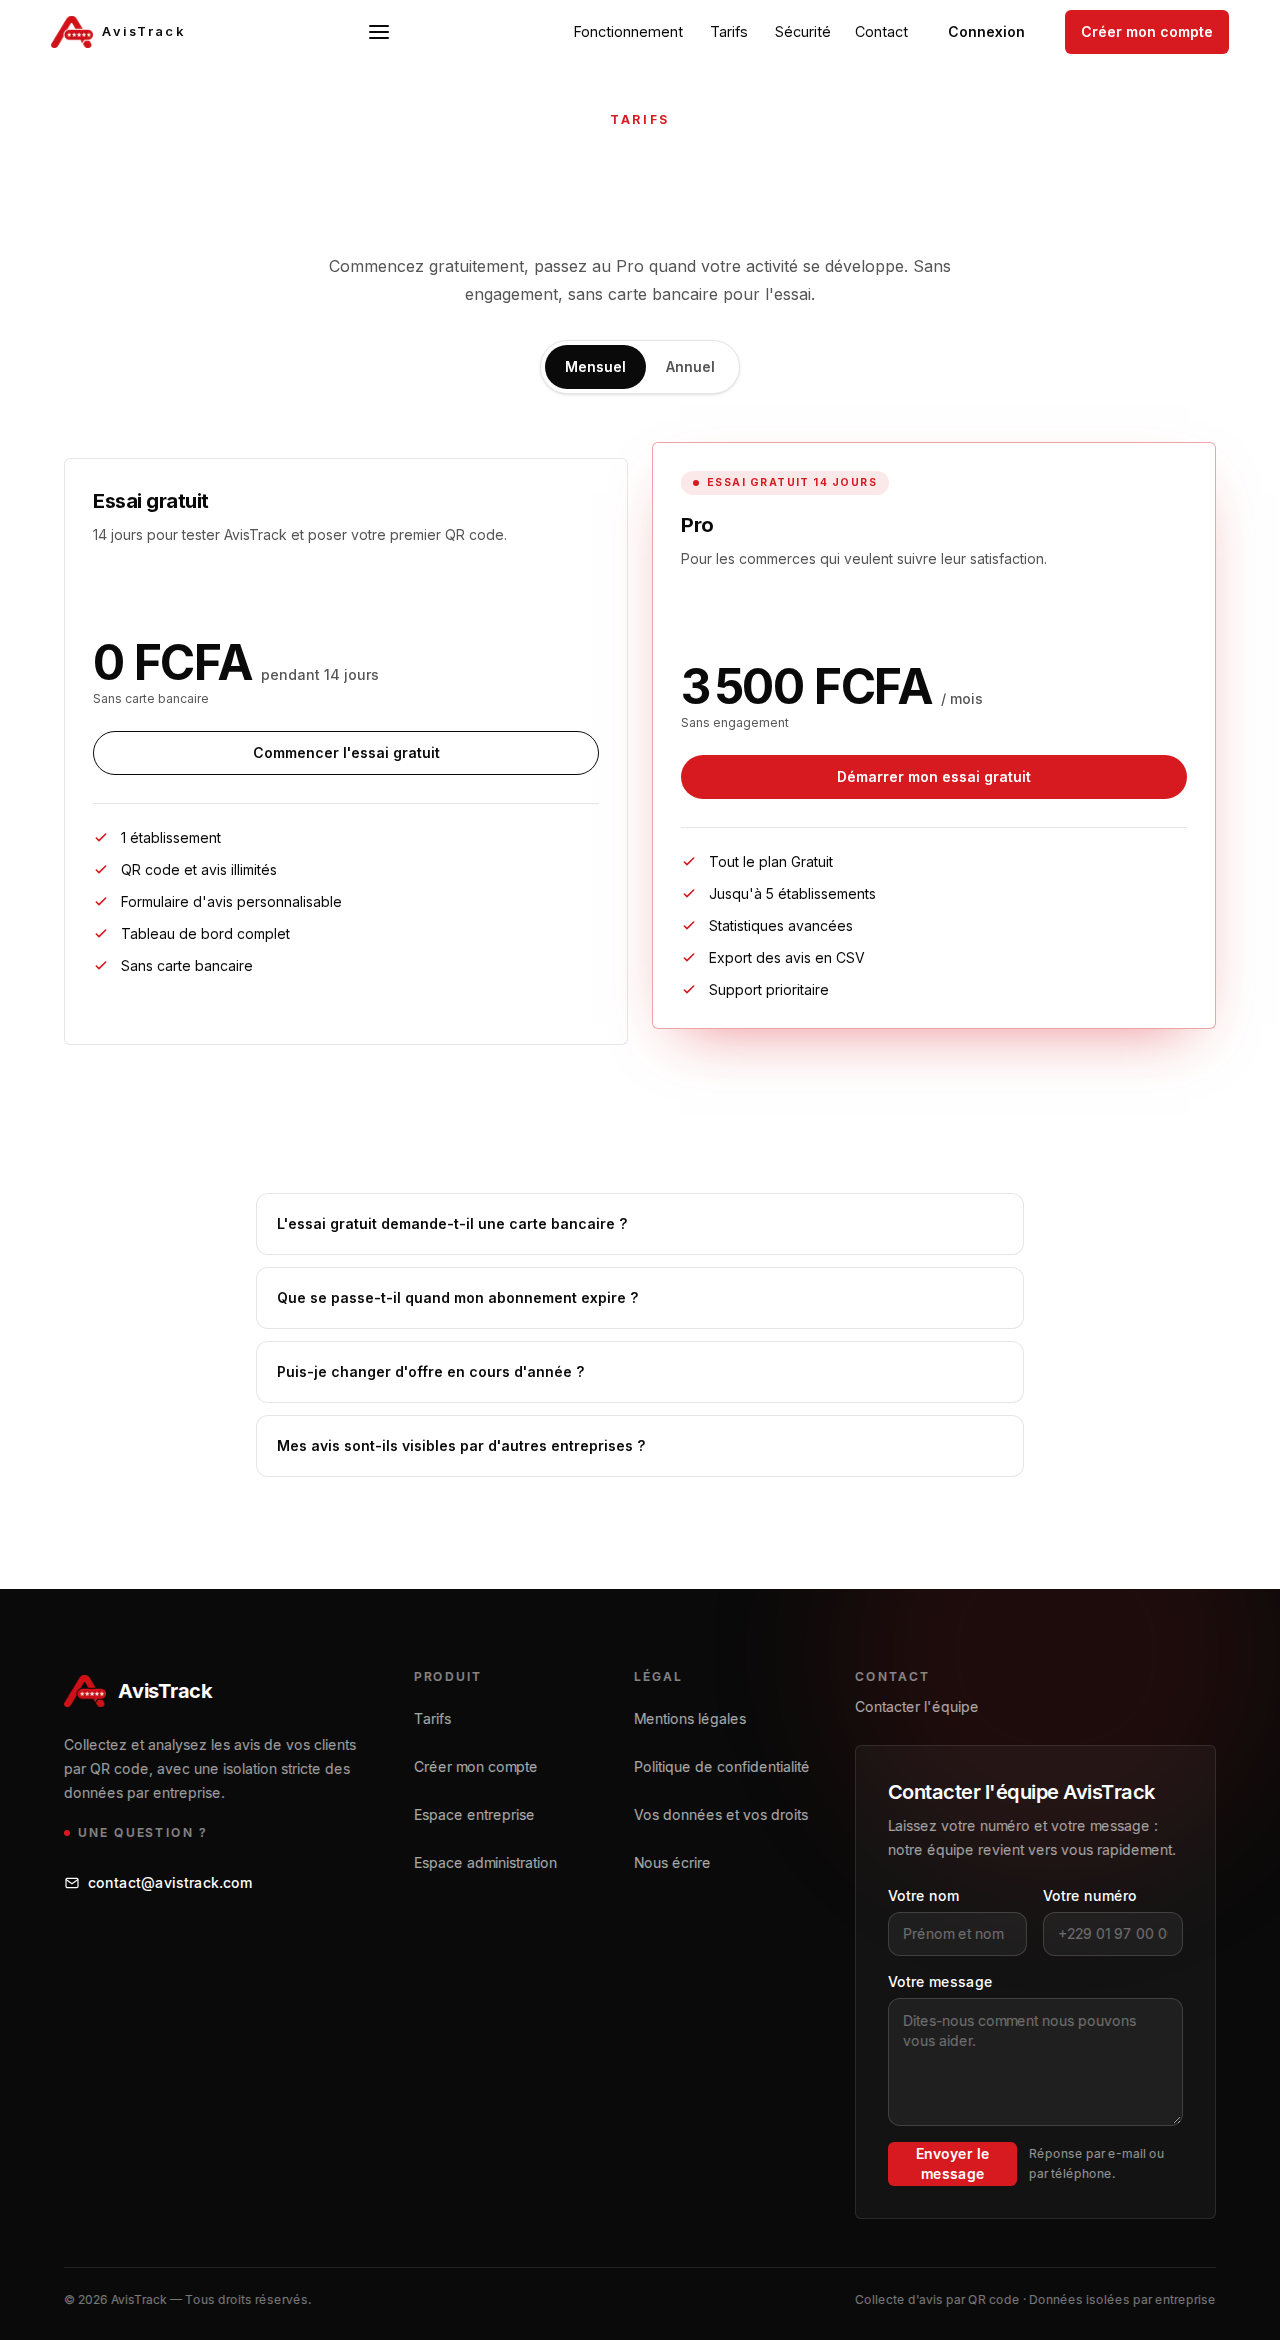 AvisTrack
Fonctionnement
Tarifs
Sécurité
Contact
Connexion
Créer mon compte
TARIFS
Commencez gratuitement, passez au Pro quand votre activité se développe. Sans
engagement, sans carte bancaire pour l'essai.
Mensuel
Annuel
Essai gratuit
14 jours pour tester AvisTrack et poser votre premier QR code.
0 FCFA pendant 14 jours
Sans carte bancaire
Commencer l'essai gratuit
1 établissement
QR code et avis illimités
Formulaire d'avis personnalisable
Tableau de bord complet
Sans carte bancaire
ESSAI GRATUIT 14 JOURS
Pro
Pour les commerces qui veulent suivre leur satisfaction.
3 500 FCFA / mois
Sans engagement
Démarrer mon essai gratuit
Tout le plan Gratuit
Jusqu'à 5 établissements
Statistiques avancées
Export des avis en CSV
Support prioritaire
L'essai gratuit demande-t-il une carte bancaire ?
Que se passe-t-il quand mon abonnement expire ?
Puis-je changer d'offre en cours d'année ?
Mes avis sont-ils visibles par d'autres entreprises ?
AvisTrack
Collectez et analysez les avis de vos clients
par QR code, avec une isolation stricte des
données par entreprise.
UNE QUESTION ?
contact@avistrack.com
PRODUIT
Tarifs
Créer mon compte
Espace entreprise
Espace administration
LÉGAL
Mentions légales
Politique de confidentialité
Vos données et vos droits
Nous écrire
CONTACT
Contacter l'équipe
Contacter l'équipe AvisTrack
Laissez votre numéro et votre message :
notre équipe revient vers vous rapidement.
Votre nom
Votre numéro
Prénom et nom
+229 01 97 00 0
Votre message
Dites-nous comment nous pouvons
vous aider.
Envoyer le
message
Réponse par e-mail ou
par téléphone.
© 2026 AvisTrack — Tous droits réservés.
Collecte d'avis par QR code · Données isolées par entreprise